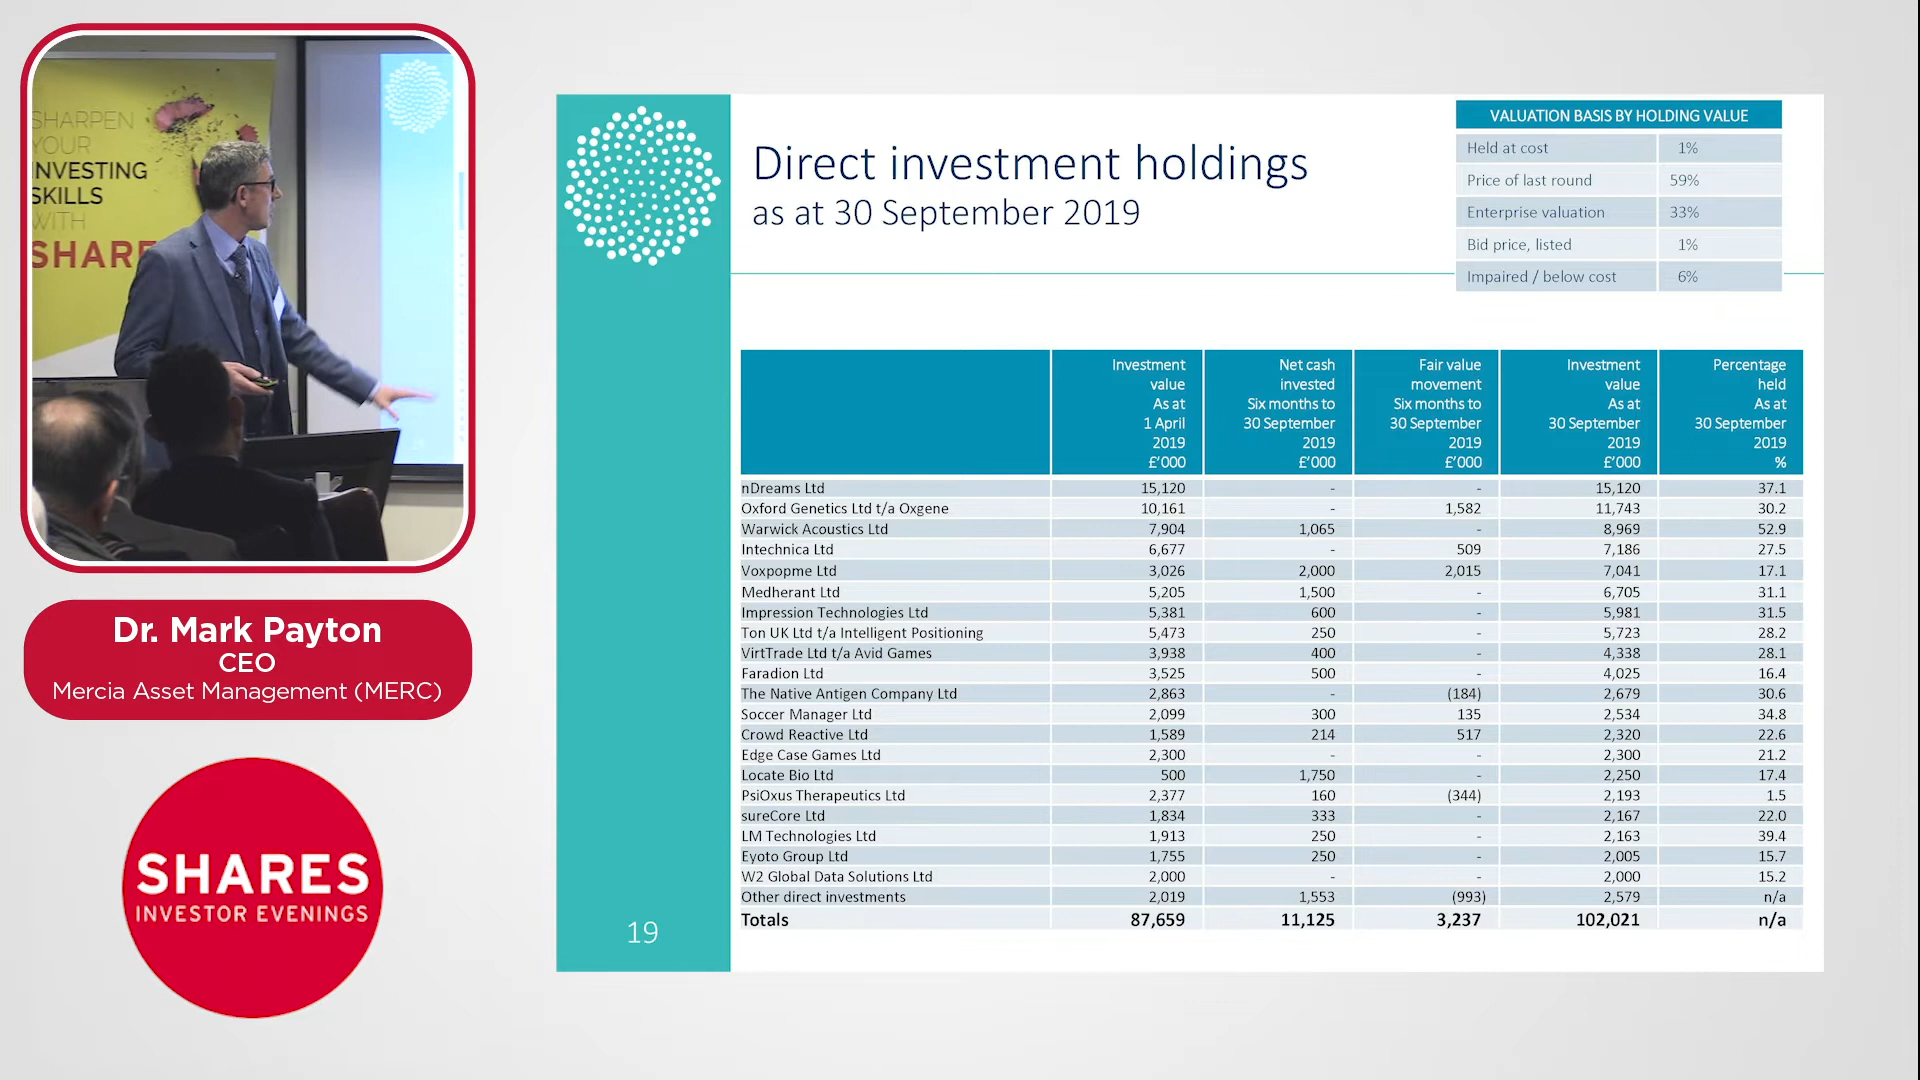 SHARPEN
YOUR
INVESTING
SKILLS
WITH
SHAR
Dr. Mark Payton
CEO
Mercia Asset Management (MERC)
SHARES
INVESTOR EVENINGS
Direct investment holdings
as at 30 September 2019
VALUATION BASIS BY HOLDING VALUE
Held at cost 1%
Price of last round 59%
Enterprise valuation 33%
Bid price, listed 1%
Impaired / below cost 6%
Investment Net cash Fair value Investment Percentage
value invested movement value held
As at Six months to Six months to As at As at
1 April 30 September 30 September 30 September 30 September
2019 2019 2019 2019 2019
£’000 £’000 £’000 £’000 %
nDreams Ltd 15,120 - - 15,120 37.1
Oxford Genetics Ltd t/a Oxgene 10,161 - 1,582 11,743 30.2
Warwick Acoustics Ltd 7,904 1,065 - 8,969 52.9
Intechnica Ltd 6,677 - 509 7,186 27.5
Voxpopme Ltd 3,026 2,000 2,015 7,041 17.1
Medherant Ltd 5,205 1,500 - 6,705 31.1
Impression Technologies Ltd 5,381 600 - 5,981 31.5
Ton UK Ltd t/a Intelligent Positioning 5,473 250 - 5,723 28.2
VirtTrade Ltd t/a Avid Games 3,938 400 - 4,338 28.1
Faradion Ltd 3,525 500 - 4,025 16.4
The Native Antigen Company Ltd 2,863 - (184) 2,679 30.6
Soccer Manager Ltd 2,099 300 135 2,534 34.8
Crowd Reactive Ltd 1,589 214 517 2,320 22.6
Edge Case Games Ltd 2,300 - - 2,300 21.2
Locate Bio Ltd 500 1,750 - 2,250 17.4
PsiOxus Therapeutics Ltd 2,377 160 (344) 2,193 1.5
sureCore Ltd 1,834 333 - 2,167 22.0
LM Technologies Ltd 1,913 250 - 2,163 39.4
Eyoto Group Ltd 1,755 250 - 2,005 15.7
W2 Global Data Solutions Ltd 2,000 - - 2,000 15.2
Other direct investments 2,019 1,553 (993) 2,579 n/a
Totals 87,659 11,125 3,237 102,021 n/a
19